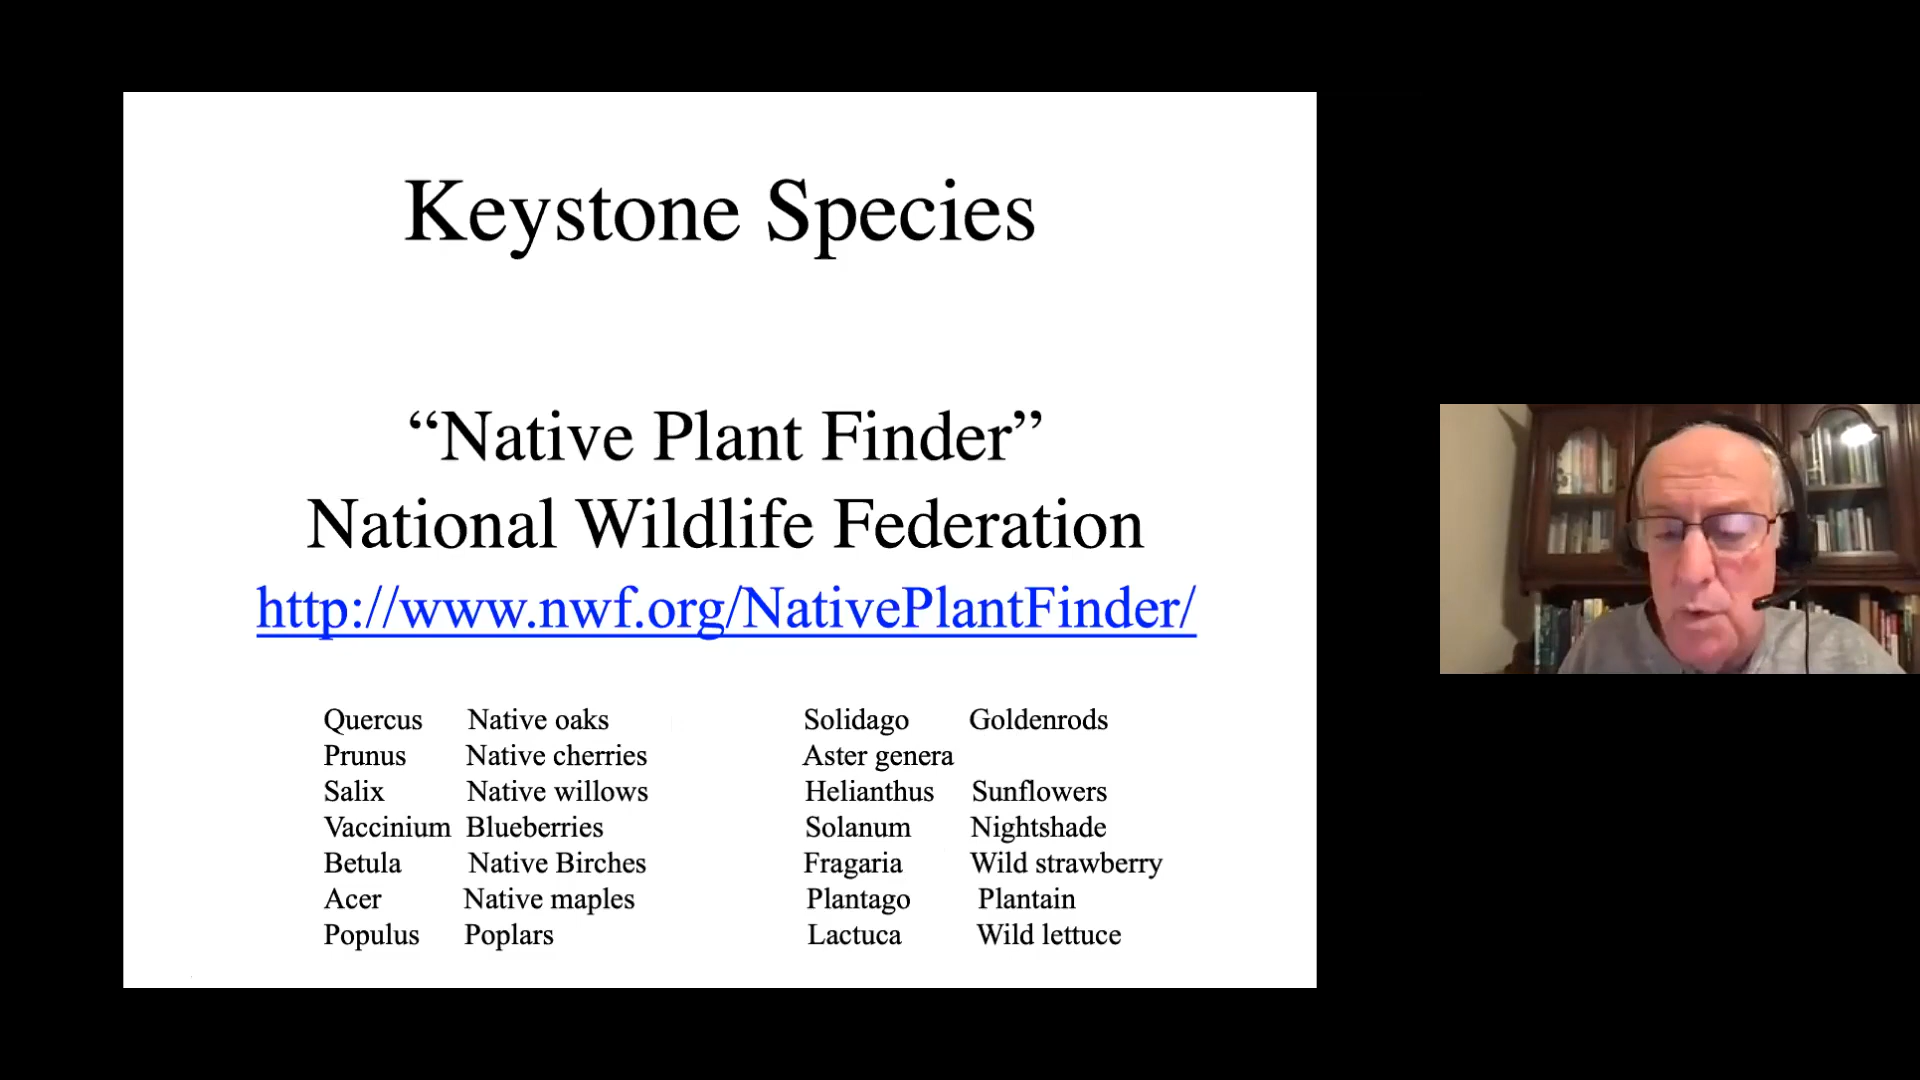 Keystone Species
“Native Plant Finder”
National Wildlife Federation
http://www.nwf.org/NativePlantFinder/
Quercus Native oaks
Prunus Native cherries
Salix Native willows
Vaccinium Blueberries
Betula Native Birches
Acer Native maples
Populus Poplars
Solidago Goldenrods
Aster genera
Helianthus Sunflowers
Solanum Nightshade
Fragaria Wild strawberry
Plantago Plantain
Lactuca Wild lettuce